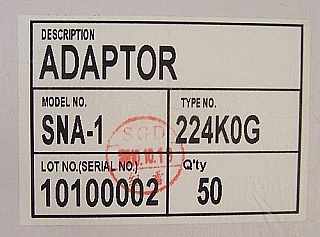 DESCRIPTION
ADAPTOR
MODEL NO.
SNA-1
TYPE NO.
224K0G
LOT NO.(SERIAL NO.)
10100002
Q'ty
50